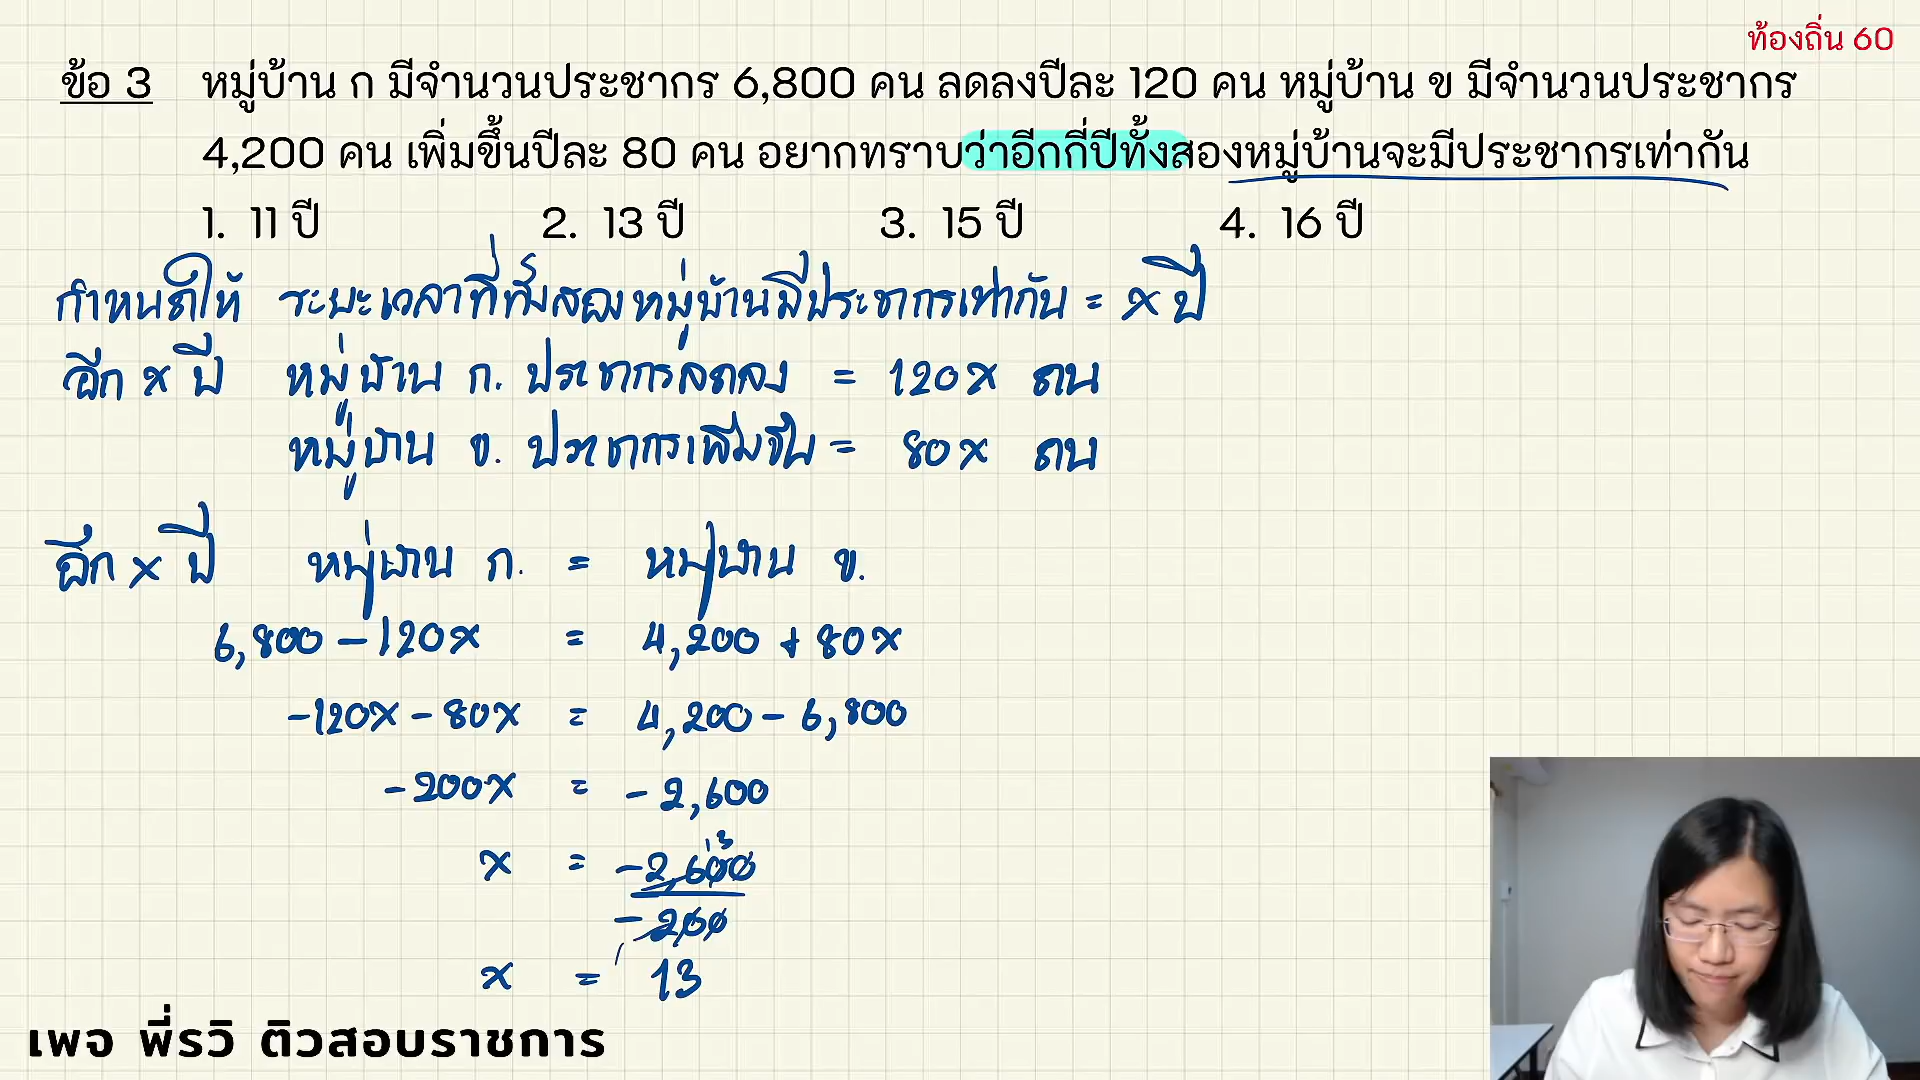 ท้องถิ่น 60
ข้อ 3 หมู่บ้าน ก มีจำนวนประชากร 6,800 คน ลดลงปีละ 120 คน หมู่บ้าน ข มีจำนวนประชากร
4,200 คน เพิ่มขึ้นปีละ 80 คน อยากทราบว่าอีกกี่ปีทั้งสองหมู่บ้านจะมีประชากรเท่ากัน
1. 11 ปี 2. 13 ปี 3. 15 ปี 4. 16 ปี
กำหนดให้ ระยะเวลาที่ทั้งสองหมู่บ้านมีประชากรเท่ากัน = x ปี
อีก x ปี หมู่บ้าน ก. ประชากรลดลง = 120x คน
หมู่บ้าน ข. ประชากรเพิ่มขึ้น = 80x คน
อีก x ปี หมู่บ้าน ก. = หมู่บ้าน ข.
6,800 - 120x = 4,200 + 80x
-120x - 80x = 4,200 - 6,800
-200x = -2,600
13
x = -2,600
-200
1
x = 13
เพจ พี่รวิ ติวสอบราชการ